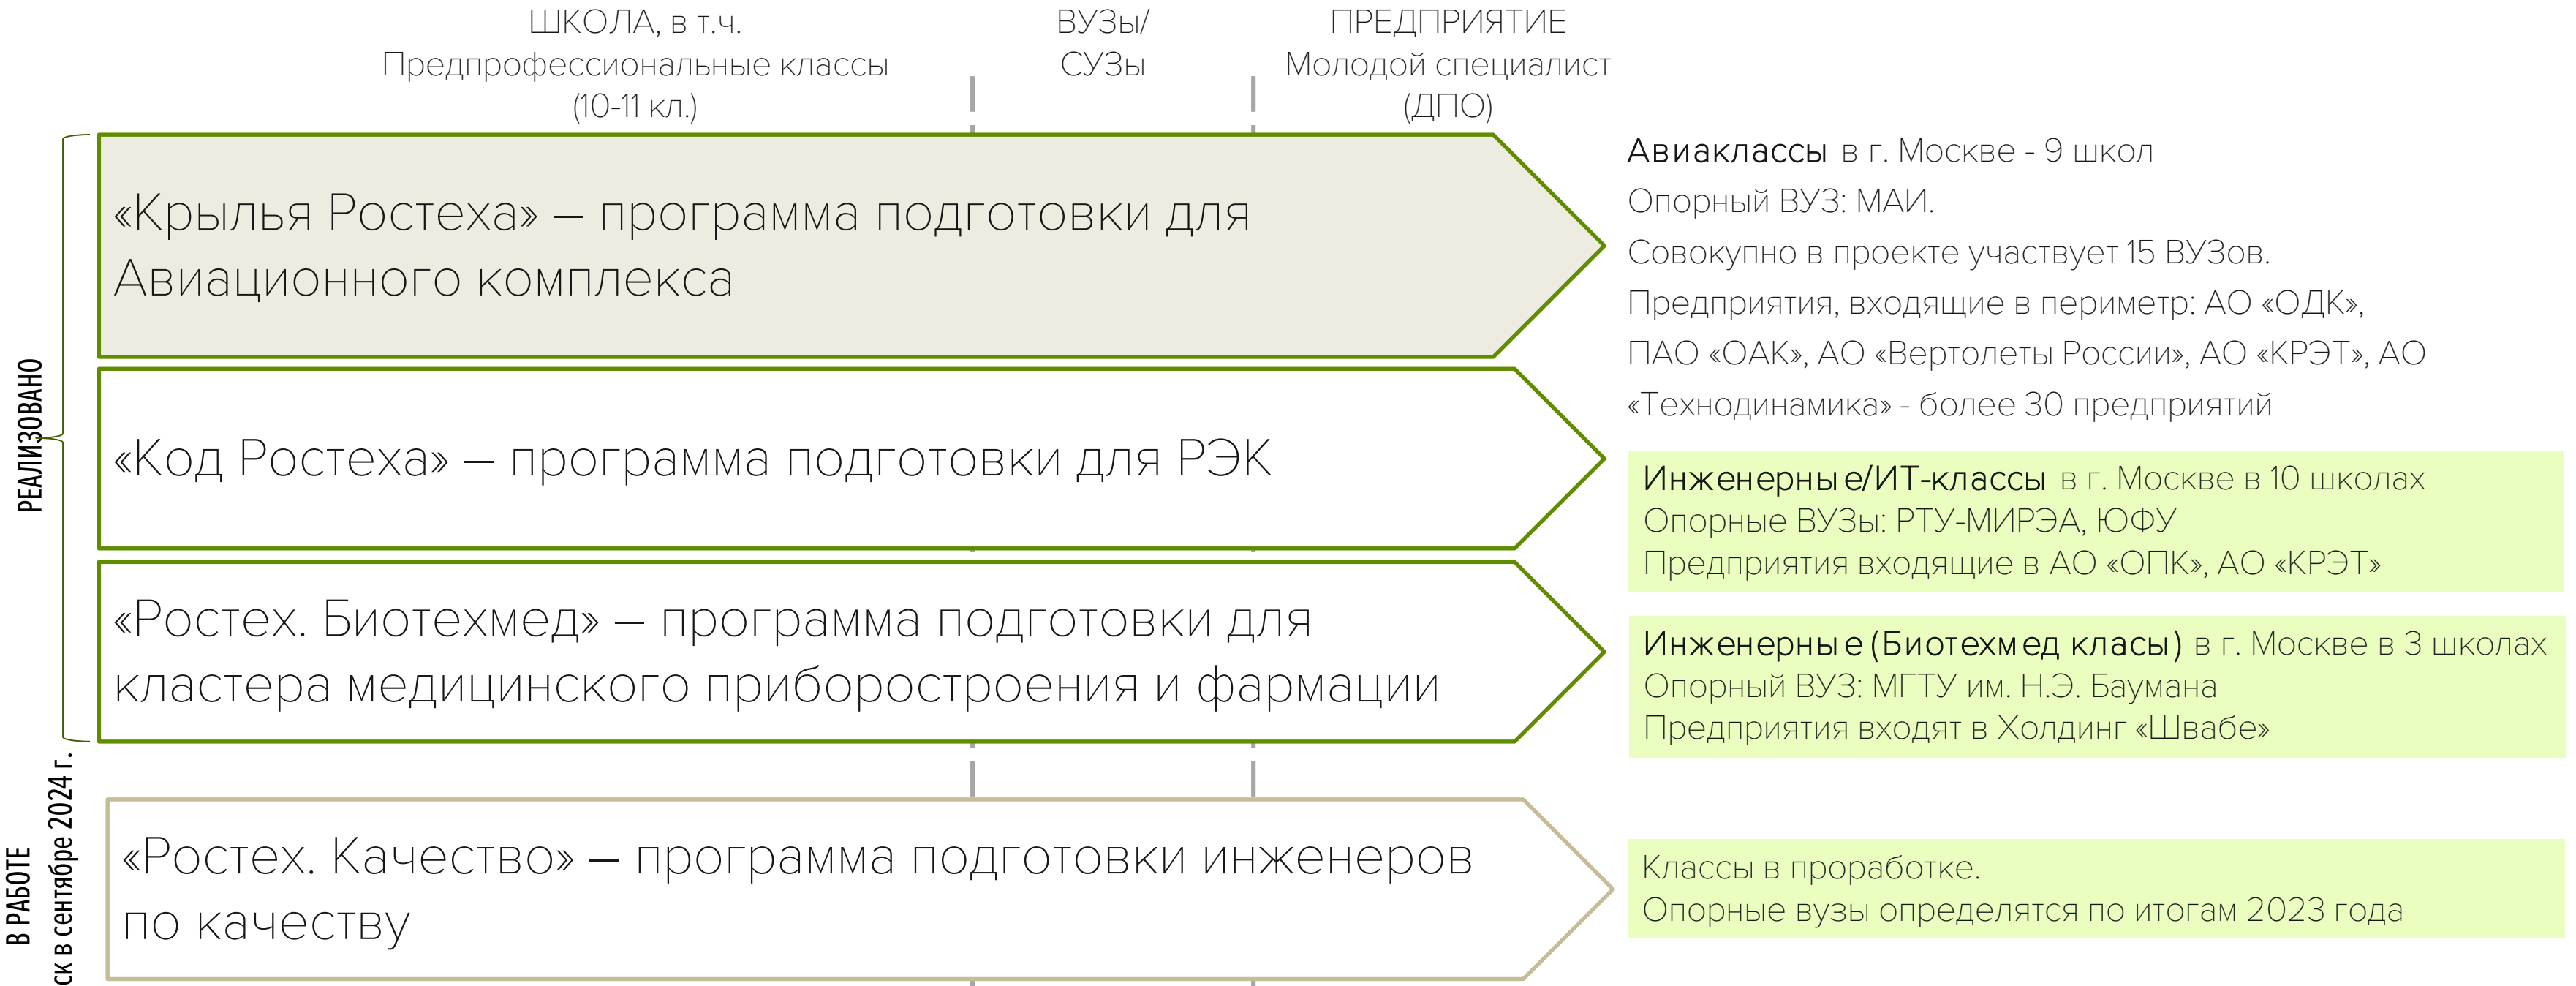 ШКОЛА, в т.ч.
Предпрофессиональные классы
(10-11 кл.)
ВУЗы/
СУЗы
ПРЕДПРИЯТИЕ
Молодой специалист
(ДПО)
РЕАЛИЗОВАНО
«Крылья Ростеха» – программа подготовки для
Авиационного комплекса
Авиаклассы в г. Москве - 9 школ
Опорный ВУЗ: МАИ.
Совокупно в проекте участвует 15 ВУЗов.
Предприятия, входящие в периметр: АО «ОДК»,
ПАО «ОАК», АО «Вертолеты России», АО «КРЭТ», АО
«Технодинамика» - более 30 предприятий
«Код Ростеха» – программа подготовки для РЭК
Инженерные/ИТ-классы в г. Москве в 10 школах
Опорные ВУЗы: РТУ-МИРЭА, ЮФУ
Предприятия входящие в АО «ОПК», АО «КРЭТ»
«Ростех. Биотехмед» – программа подготовки для
кластера медицинского приборостроения и фармации
Инженерные (Биотехмед класы) в г. Москве в 3 школах
Опорный ВУЗ: МГТУ им. Н.Э. Баумана
Предприятия входят в Холдинг «Швабе»
В РАБОТЕ
ск в сентябре 2024 г.
«Ростех. Качество» – программа подготовки инженеров
по качеству
Классы в проработке.
Опорные вузы определятся по итогам 2023 года